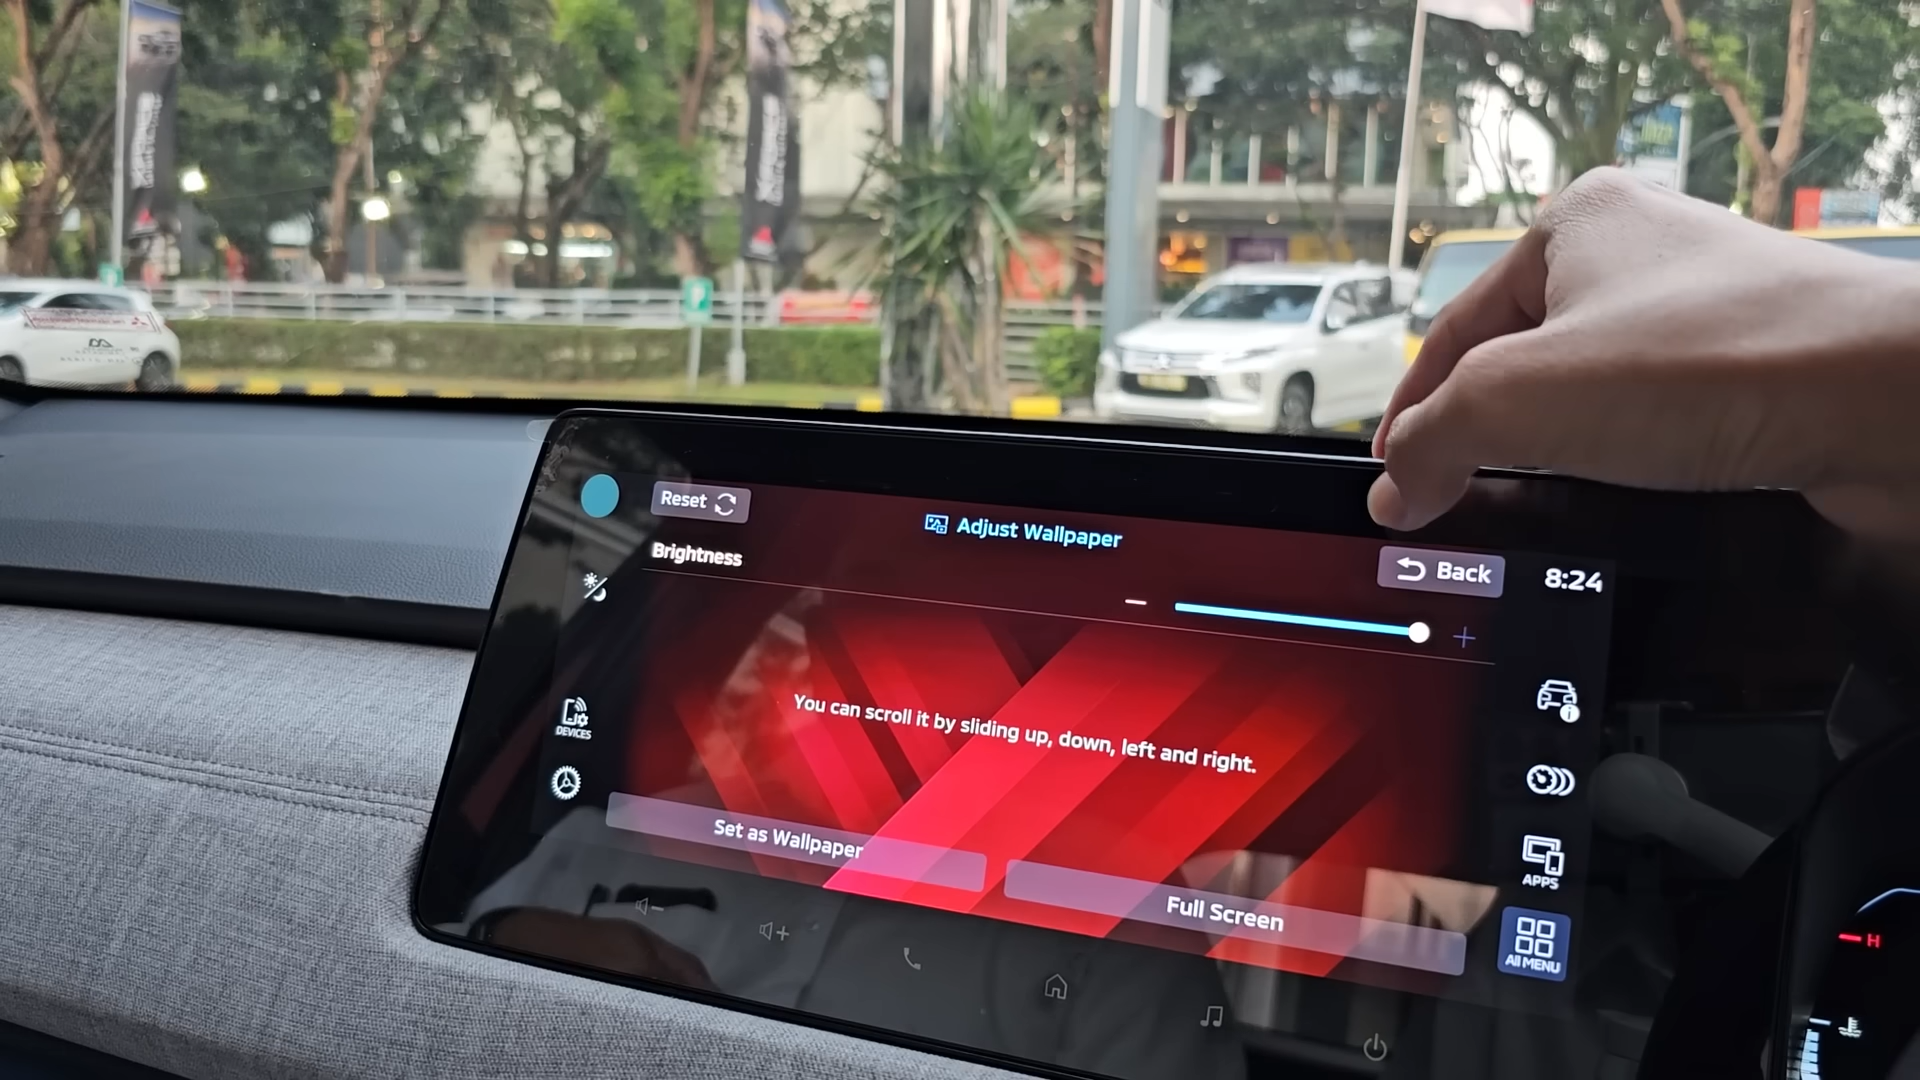 Reset
Adjust Wallpaper
Back
8:24
Brightness
You can scroll it by sliding up, down, left and right.
DEVICES
Set as Wallpaper
Full Screen
APPS
All MENU
H